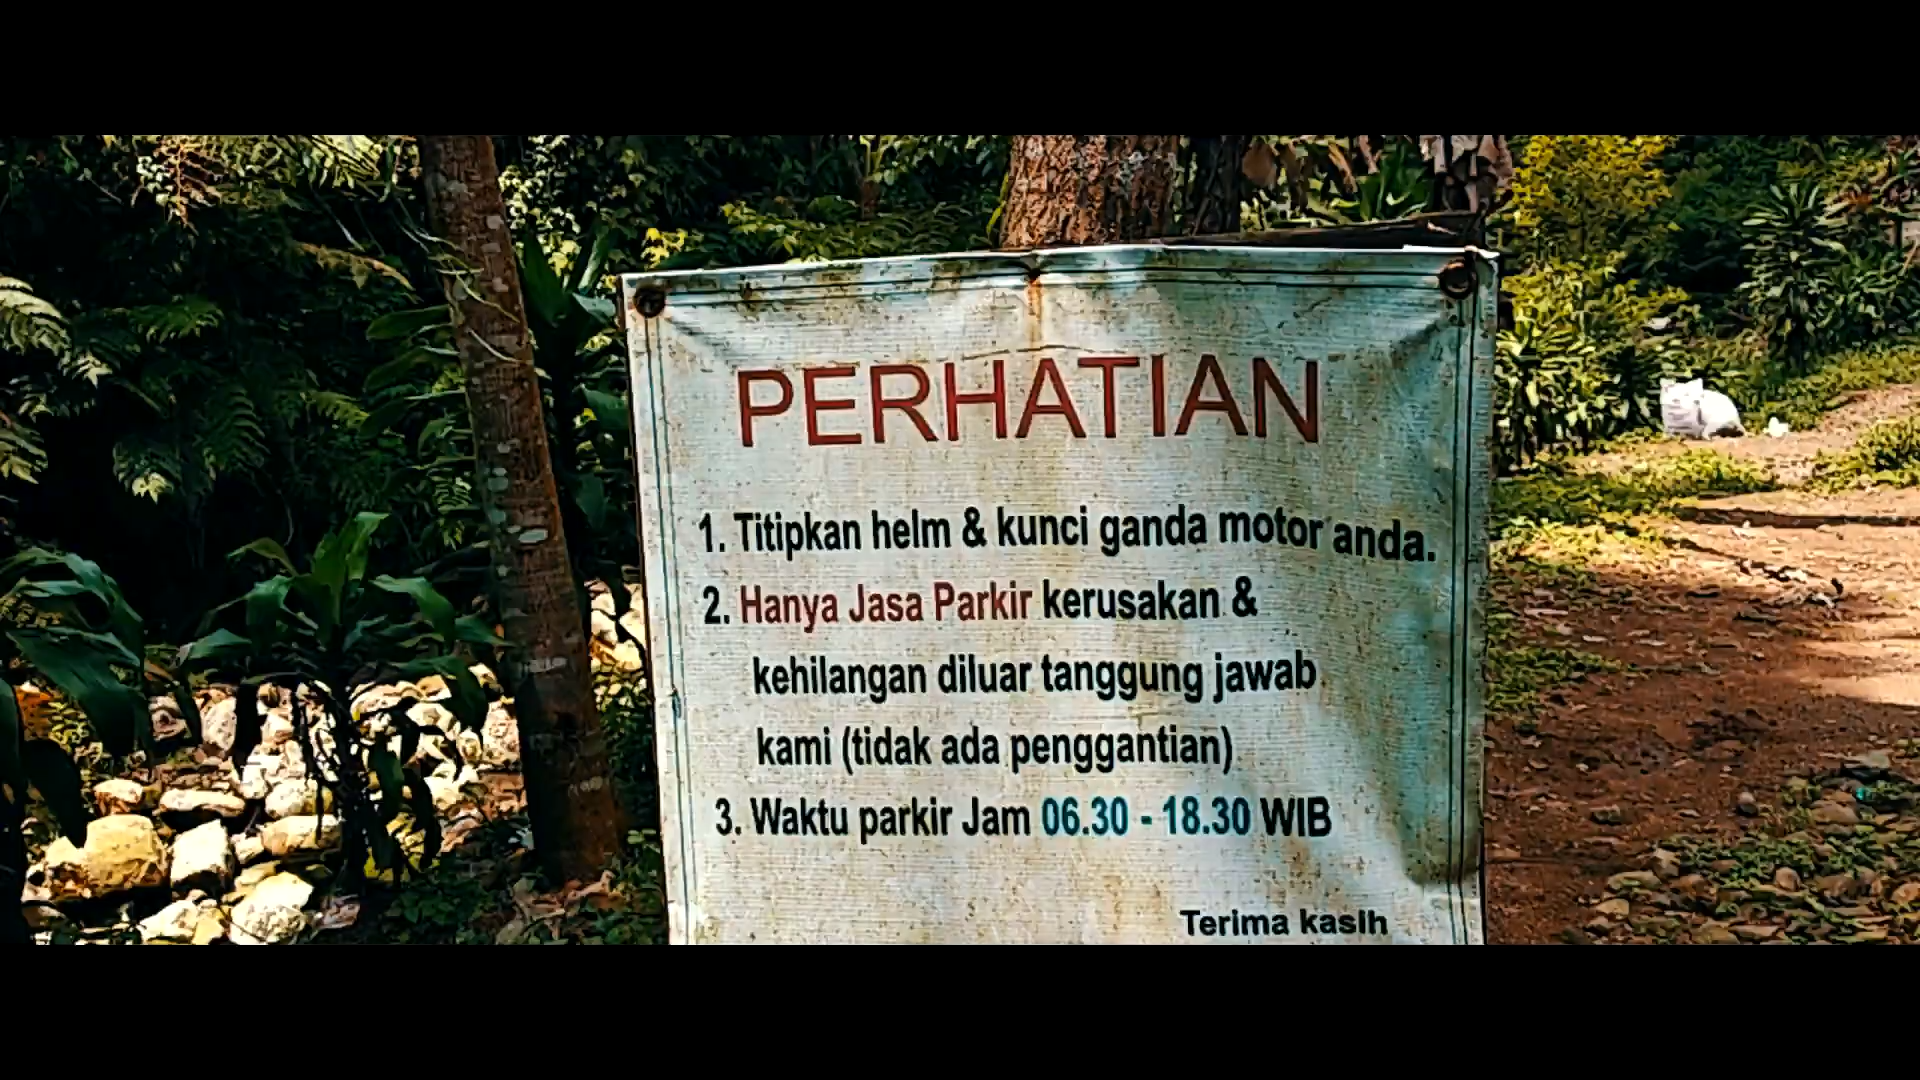 PERHATIAN
1. Titipkan helm & kunci ganda motor anda.
2. Hanya Jasa Parkir kerusakan &
kehilangan diluar tanggung jawab
kami (tidak ada penggantian)
3. Waktu parkir Jam 06.30 - 18.30 WIB
Terima kasih